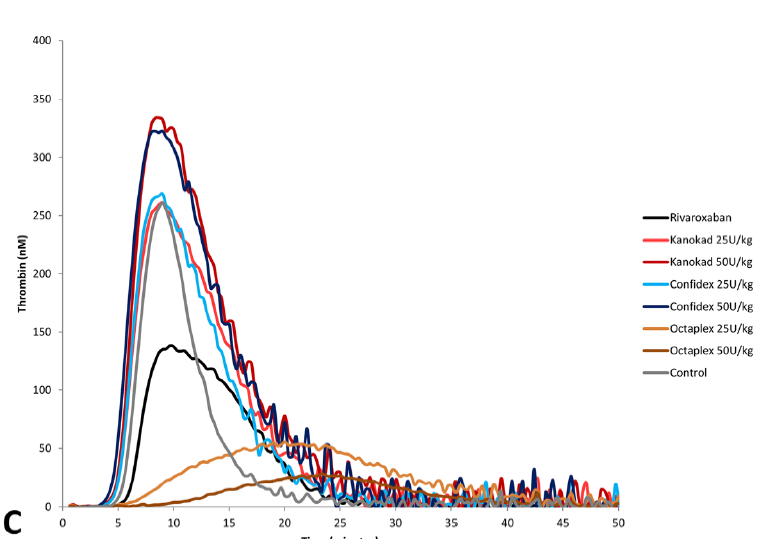 400
350
300
250
200
150
100
50
0
Thrombin (nM)
0 5 10 15 20 25 30 35 40 45 50
Rivaroxaban
Kanokad 25U/kg
Kanokad 50U/kg
Confidex 25U/kg
Confidex 50U/kg
Octaplex 25U/kg
Octaplex 50U/kg
Control
C